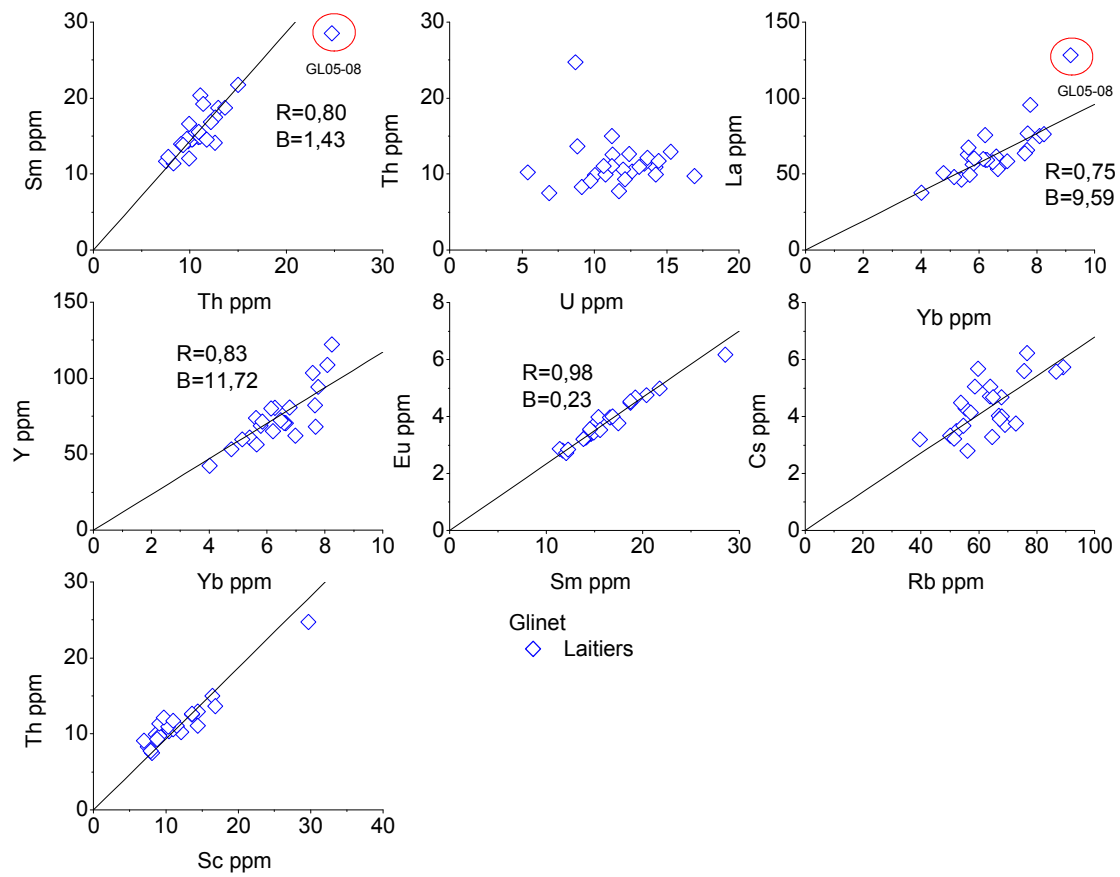 30
20
10
0
Sm ppm
GL05-08
R=0,80
B=1,43
0 10 20 30
Th ppm
30
20
10
0
Th ppm
0 5 10 15 20
U ppm
150
100
50
0
La ppm
GL05-08
R=0,75
B=9,59
0 2 4 6 8 10
Yb ppm
150
100
50
0
Y ppm
R=0,83
B=11,72
0 2 4 6 8 10
Yb ppm
8
6
4
2
0
Eu ppm
R=0,98
B=0,23
0 10 20 30
Sm ppm
8
6
4
2
0
Cs ppm
0 20 40 60 80 100
Rb ppm
30
20
10
0
Th ppm
0 10 20 30 40
Sc ppm
Glinet
Laitiers